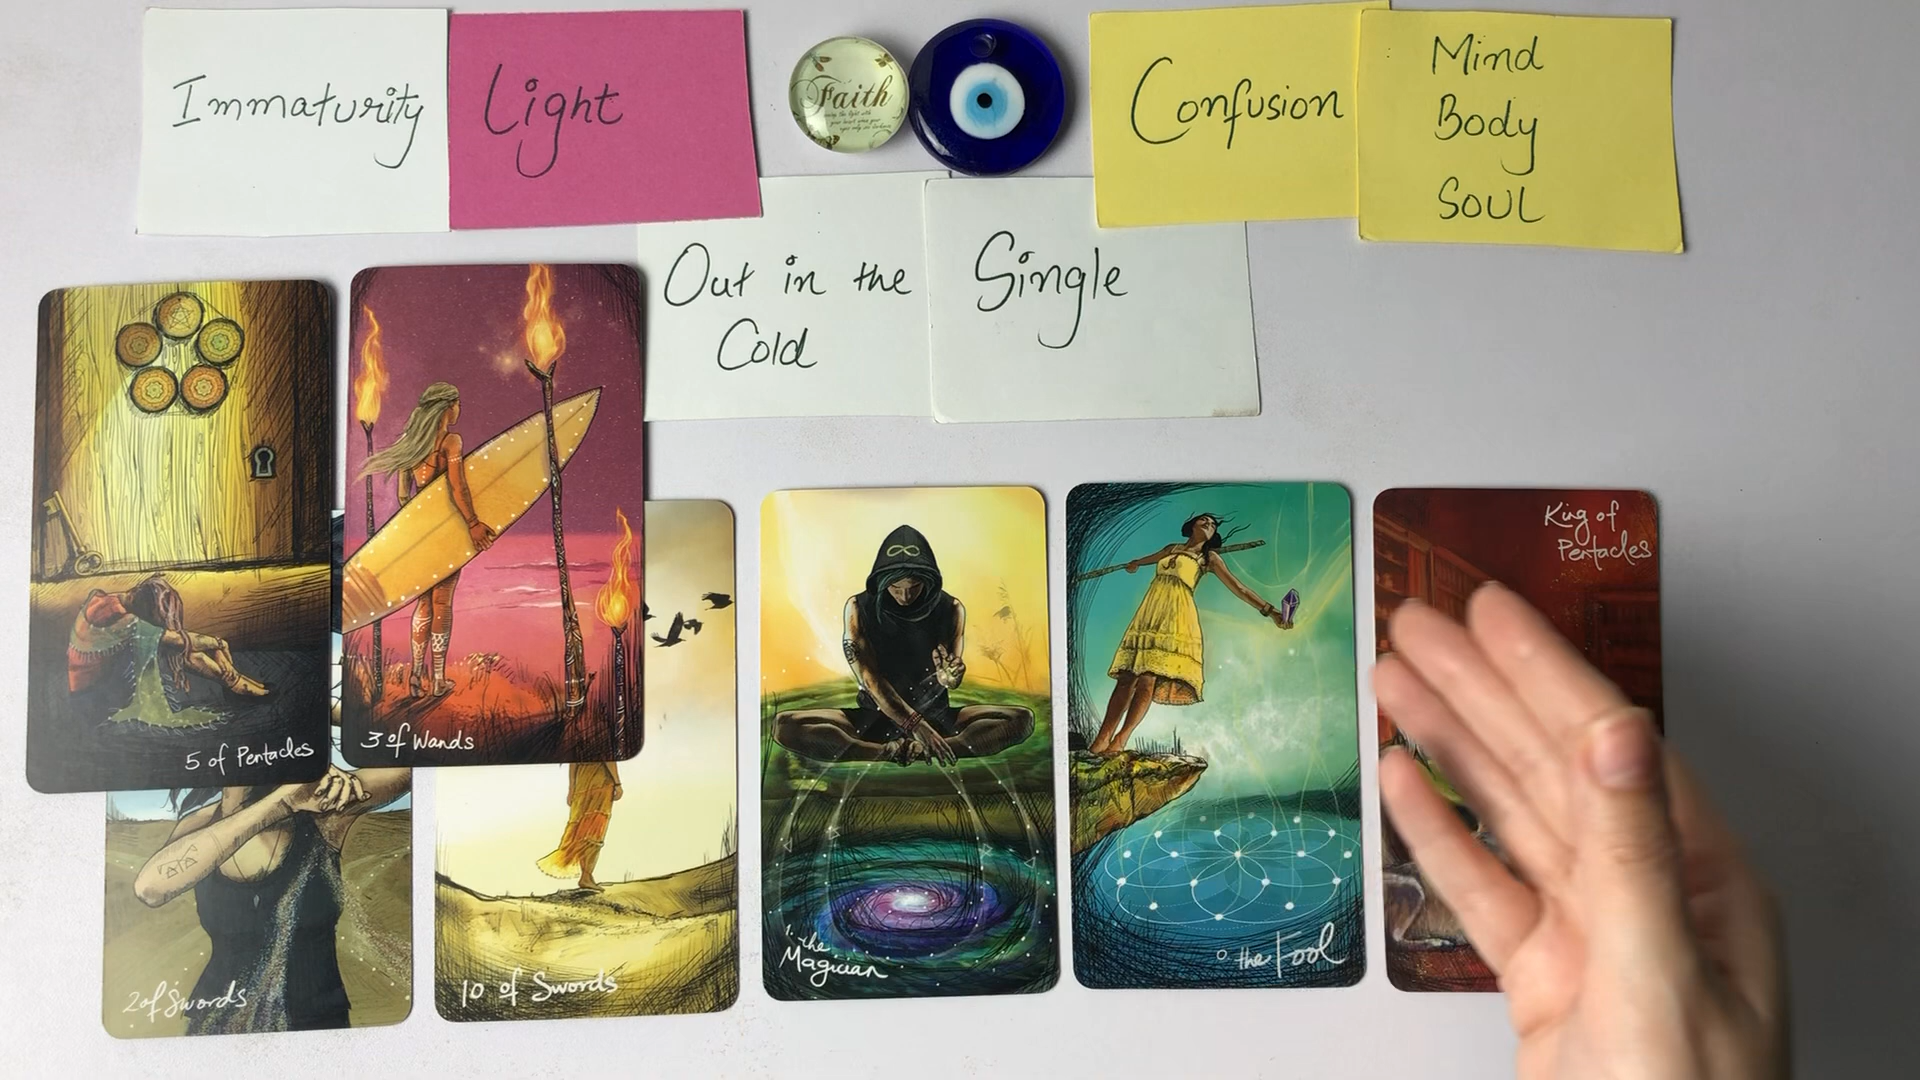 Immaturity
Light
Faith
Confusion
Mind
Body
SOUL
Out in the
Cold
Single
5 of Pentacles
3 of Wands
King of
Pentacles
2 of Swords
10 of Swords
1. the
Magician
0 the Fool